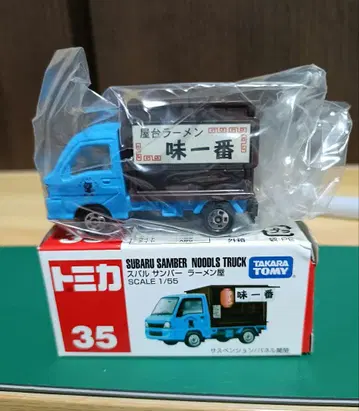 屋台ラーメン
味一番
トミカ
35
SUBARU SAMBER NOODLS TRUCK
スバル サンバー ラーメン屋
SCALE 1/55
TAKARA
TOMY
味一番
サスペンション/パネル開閉